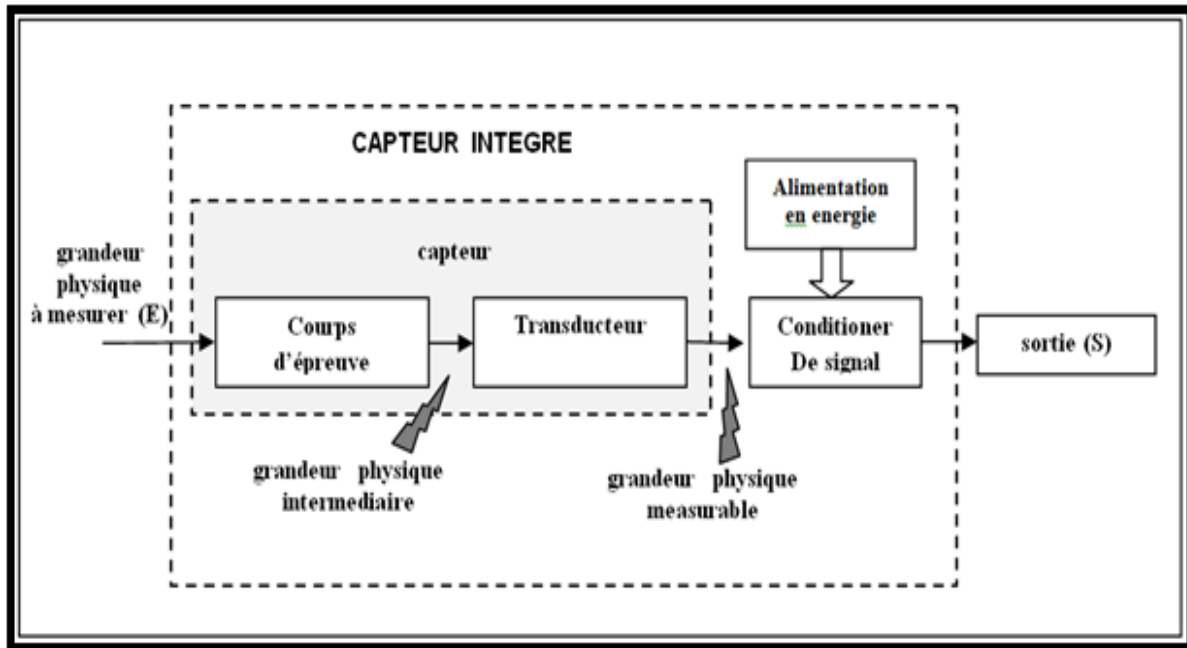 CAPTEUR INTEGRE
Alimentation
en energie
capteur
grandeur
physique
à mesurer (E)
Courps
d'épreuve
Transducteur
Conditioner
De signal
sortie (S)
grandeur physique
intermediaire
grandeur physique
measurable